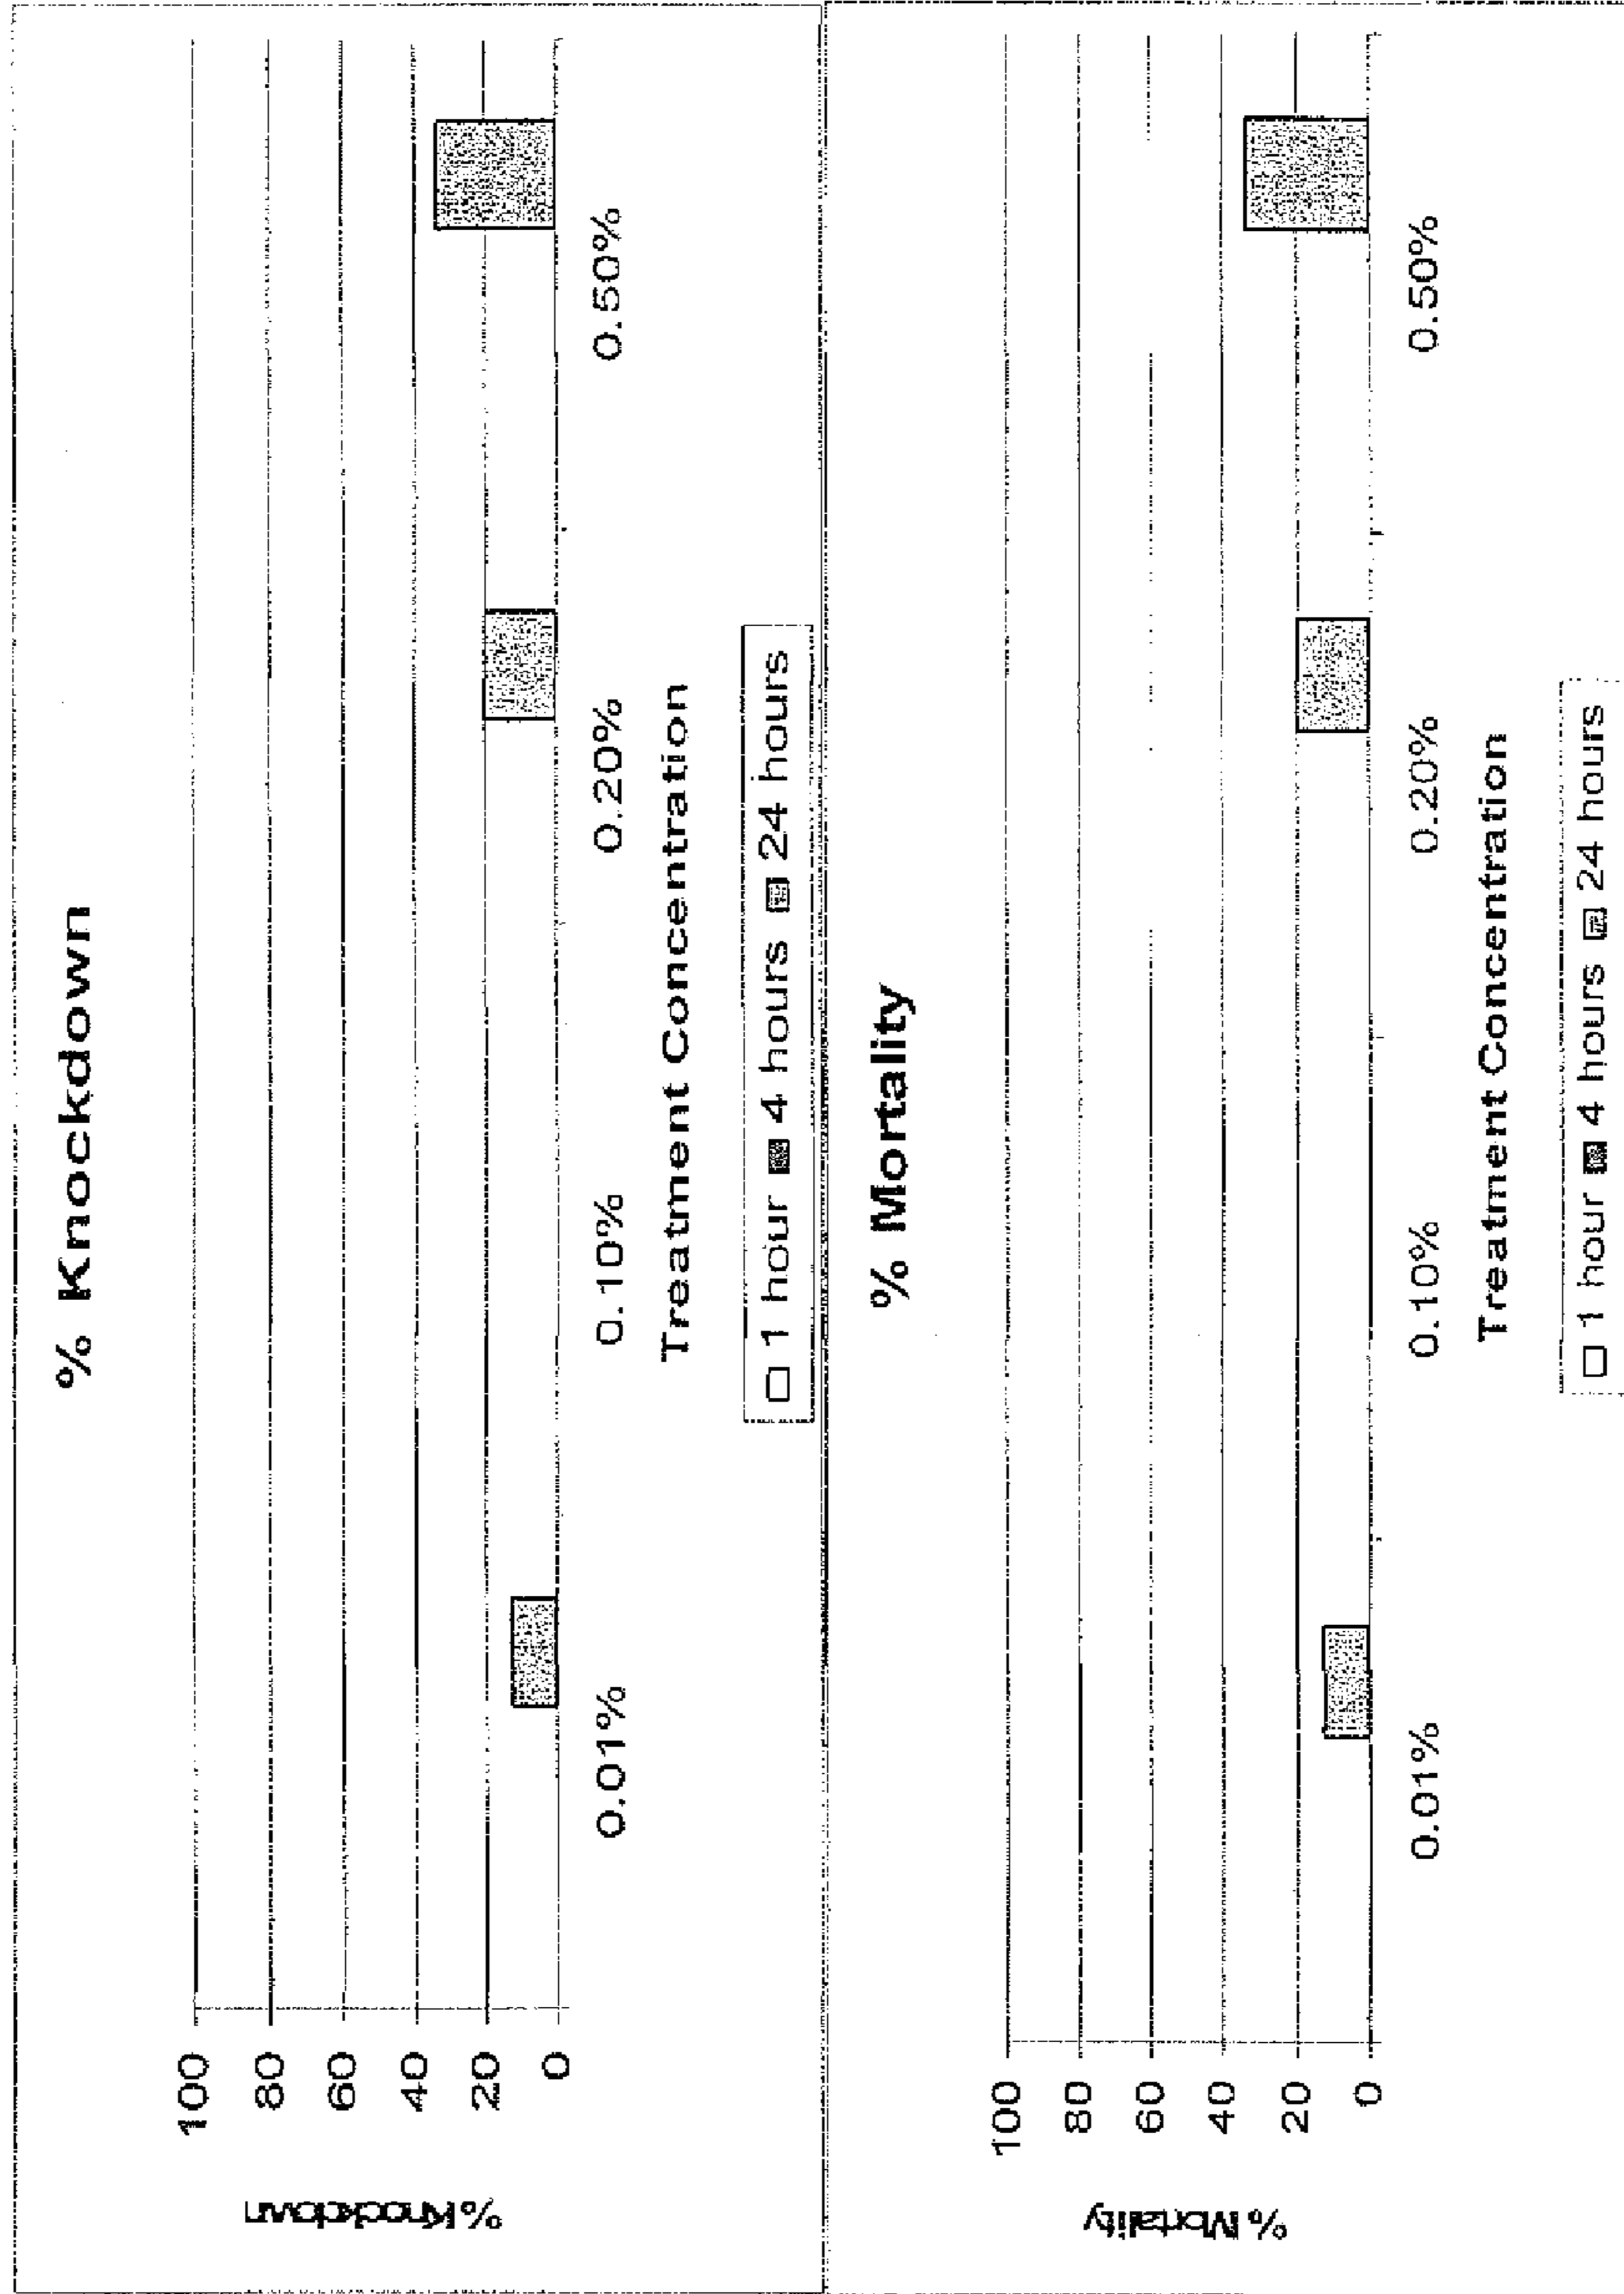 % Knockdown
% Knockdown
100
80
60
40
20
0
0.01%
0.10%
0.20%
0.50%
Treatment Concentration
1 hour 4 hours 24 hours
% Mortality
% Mortality
100
80
60
40
20
0
0.01%
0.10%
0.20%
0.50%
Treatment Concentration
1 hour 4 hours 24 hours